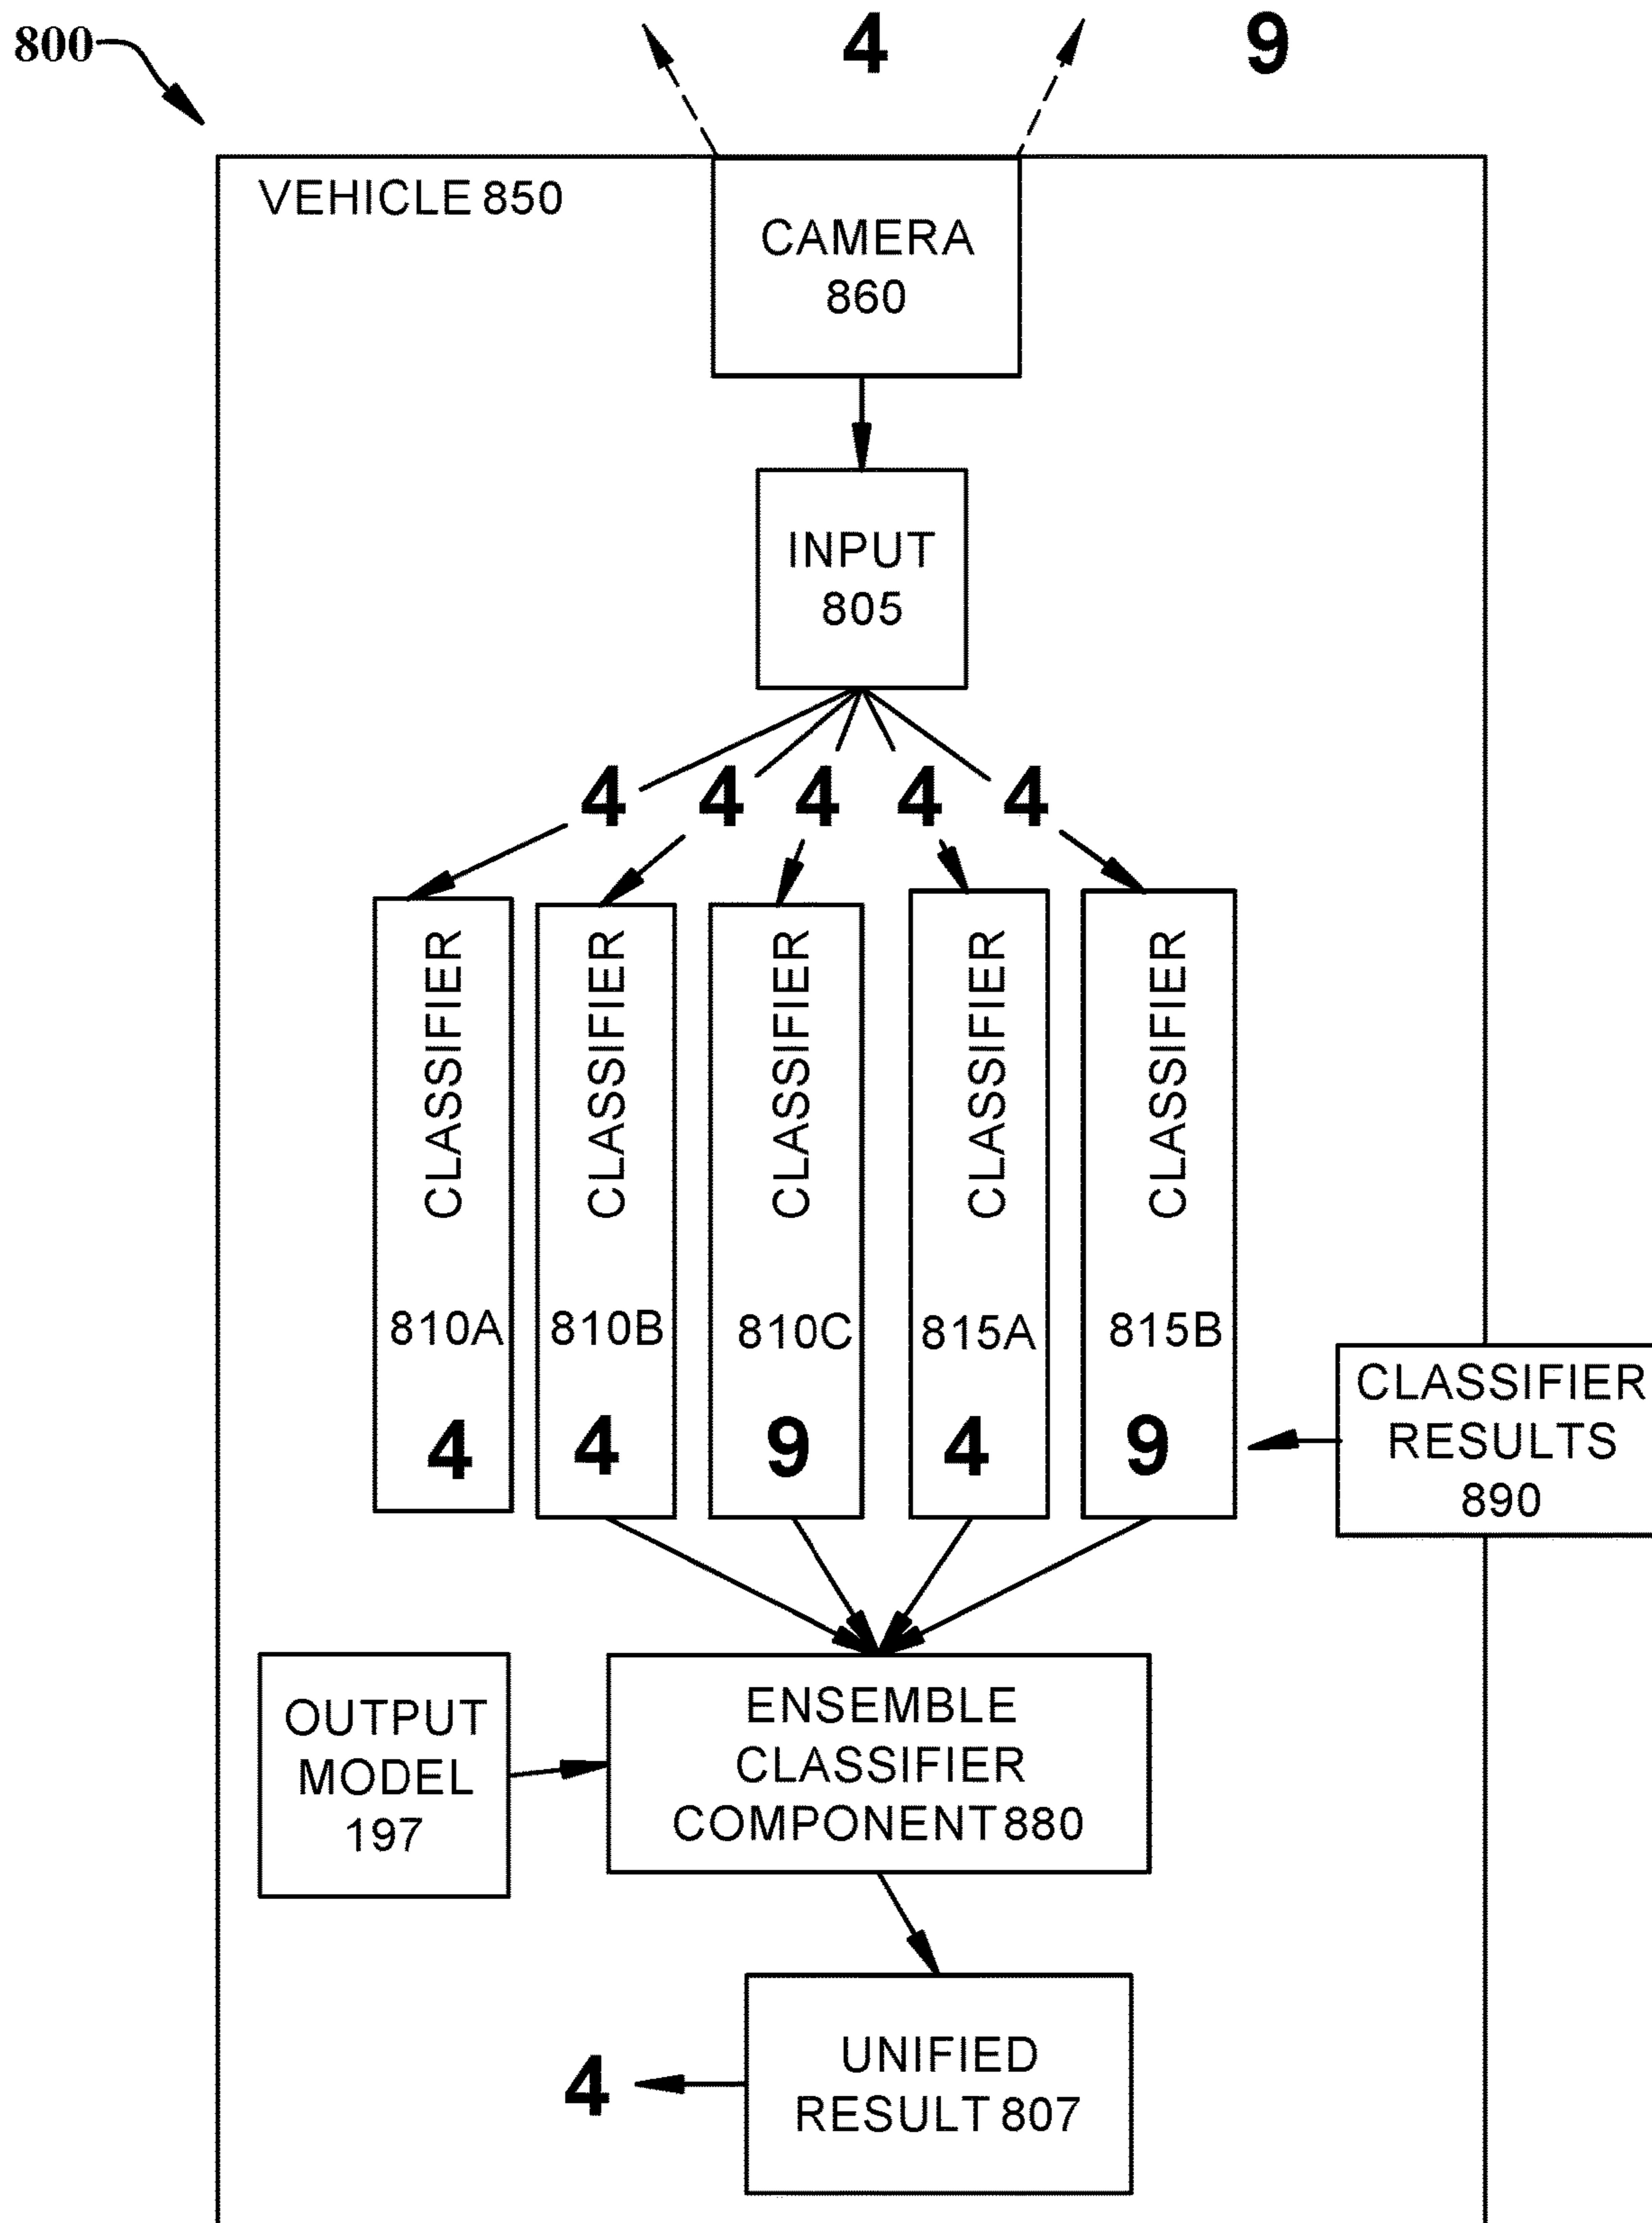 800
4 9
VEHICLE 850
CAMERA
860
INPUT
805
4 4 4 4 4
CLASSIFIER CLASSIFIER CLASSIFIER CLASSIFIER CLASSIFIER
810A 810B 810C 815A 815B
4 4 9 4 9
CLASSIFIER
RESULTS
890
OUTPUT
MODEL
197
ENSEMBLE
CLASSIFIER
COMPONENT 880
UNIFIED
RESULT 807
4